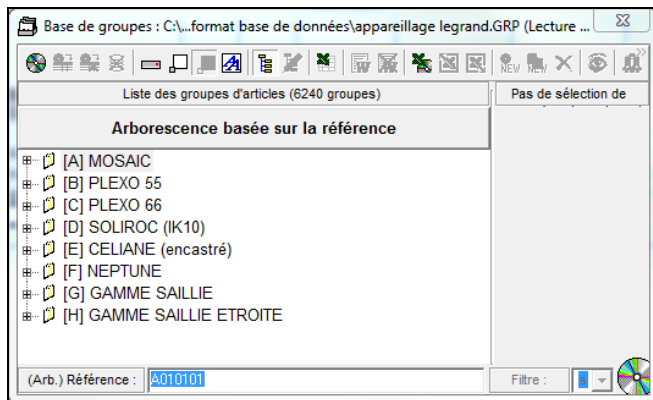 Base de groupes : C:\...format base de données\appareillage legrand.GRP (Lecture ...
NEW NEW
Liste des groupes d'articles (6240 groupes)
Pas de sélection de
Arborescence basée sur la référence
[A] MOSAIC
[B] PLEXO 55
[C] PLEXO 66
[D] SOLIROC (IK10)
[E] CELIANE (encastré)
[F] NEPTUNE
[G] GAMME SAILLIE
[H] GAMME SAILLIE ETROITE
(Arb.) Référence : A010101
Filtre : s